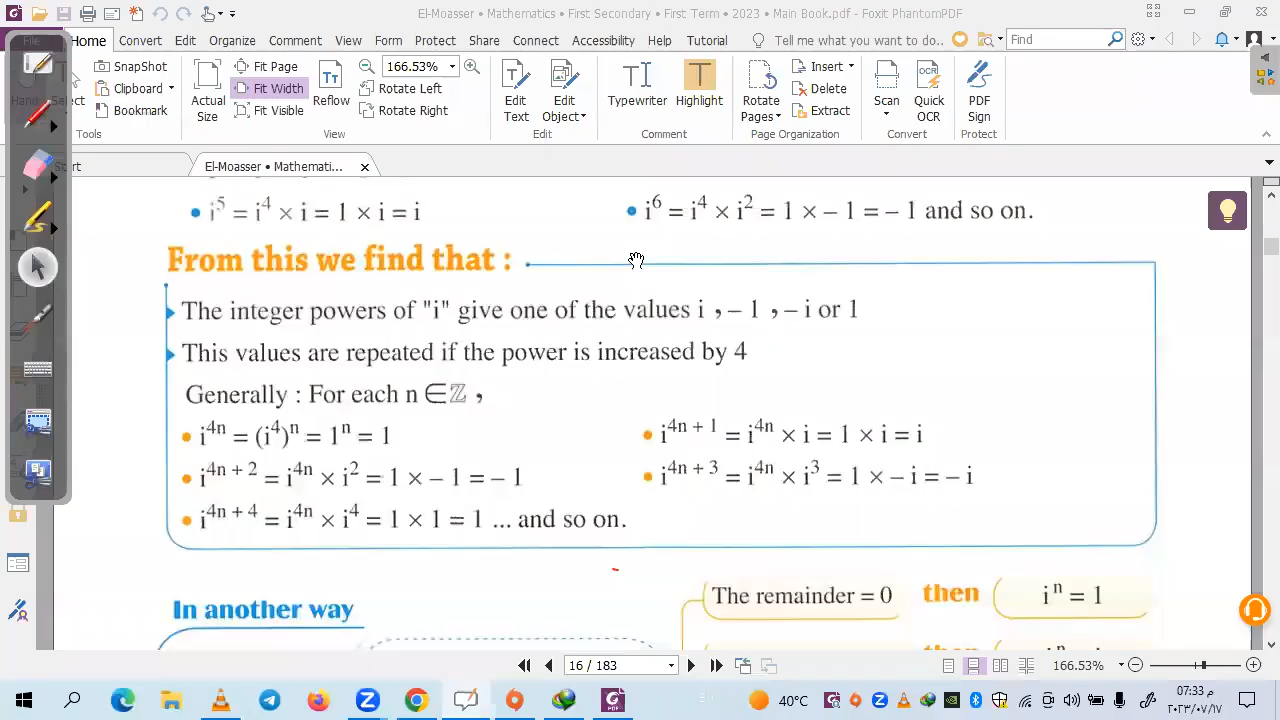 El-Moasser • Mathematics • First Secondary • First Term • Main Book.pdf - Foxit PhantomPDF
File Home Convert Edit Organize Comment View Form Protect Share Connect Accessibility Help Tutorial Tell me what you want to do.. Find
SnapShot
Clipboard
Bookmark
Select
Tools
Actual Size
Fit Page
Fit Width
Fit Visible
Reflow
166.53%
Rotate Left
Rotate Right
View
Edit Text
Edit Object
Edit
Typewriter
Highlight
Comment
Rotate Pages
Insert
Delete
Extract
Page Organization
Scan
Quick OCR
Convert
PDF Sign
Protect
Start
El-Moasser • Mathemati...
• i⁵ = i⁴ × i = 1 × i = i
• i⁶ = i⁴ × i² = 1 × – 1 = – 1 and so on.
From this we find that :
The integer powers of "i" give one of the values i , – 1 , – i or 1
This values are repeated if the power is increased by 4
Generally : For each n ∈ ℤ ,
• i⁴ⁿ = (i⁴)ⁿ = 1ⁿ = 1
• i⁴ⁿ ⁺ ¹ = i⁴ⁿ × i = 1 × i = i
• i⁴ⁿ ⁺ ² = i⁴ⁿ × i² = 1 × – 1 = – 1
• i⁴ⁿ ⁺ ³ = i⁴ⁿ × i³ = 1 × – i = – i
• i⁴ⁿ ⁺ ⁴ = i⁴ⁿ × i⁴ = 1 × 1 = 1 ... and so on.
In another way
The remainder = 0 then iⁿ = 1
16 / 183
166.53%
40°C
07:33 م
٢٠٢٣/٠٧/١٧